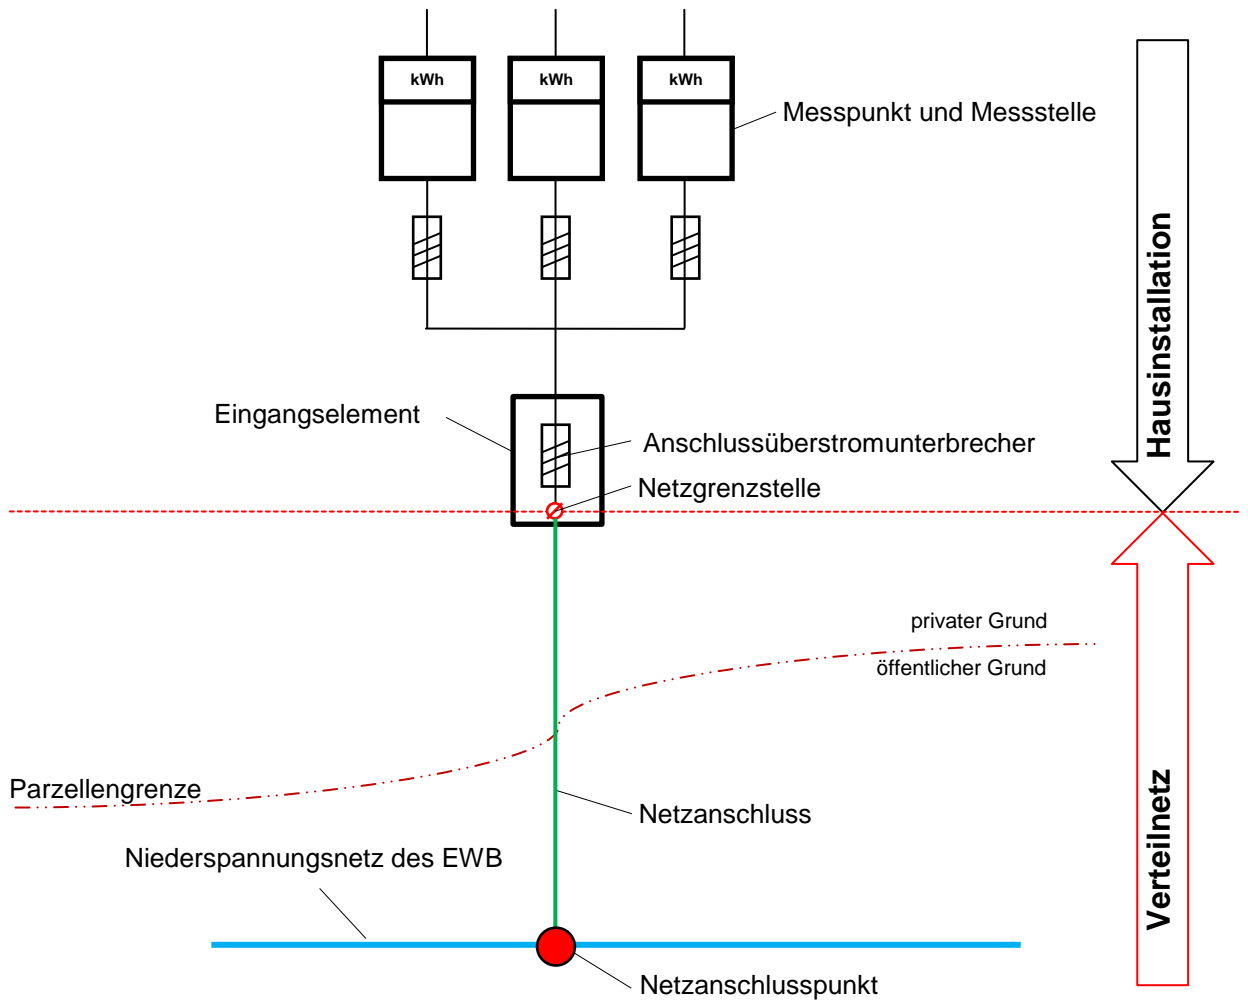 kWh
kWh
kWh
Messpunkt und Messstelle
Hausinstallation
Eingangselement
Anschlussüberstromunterbrecher
Netzgrenzstelle
privater Grund
öffentlicher Grund
Parzellengrenze
Netzanschluss
Verteilnetz
Niederspannungsnetz des EWB
Netzanschlusspunkt